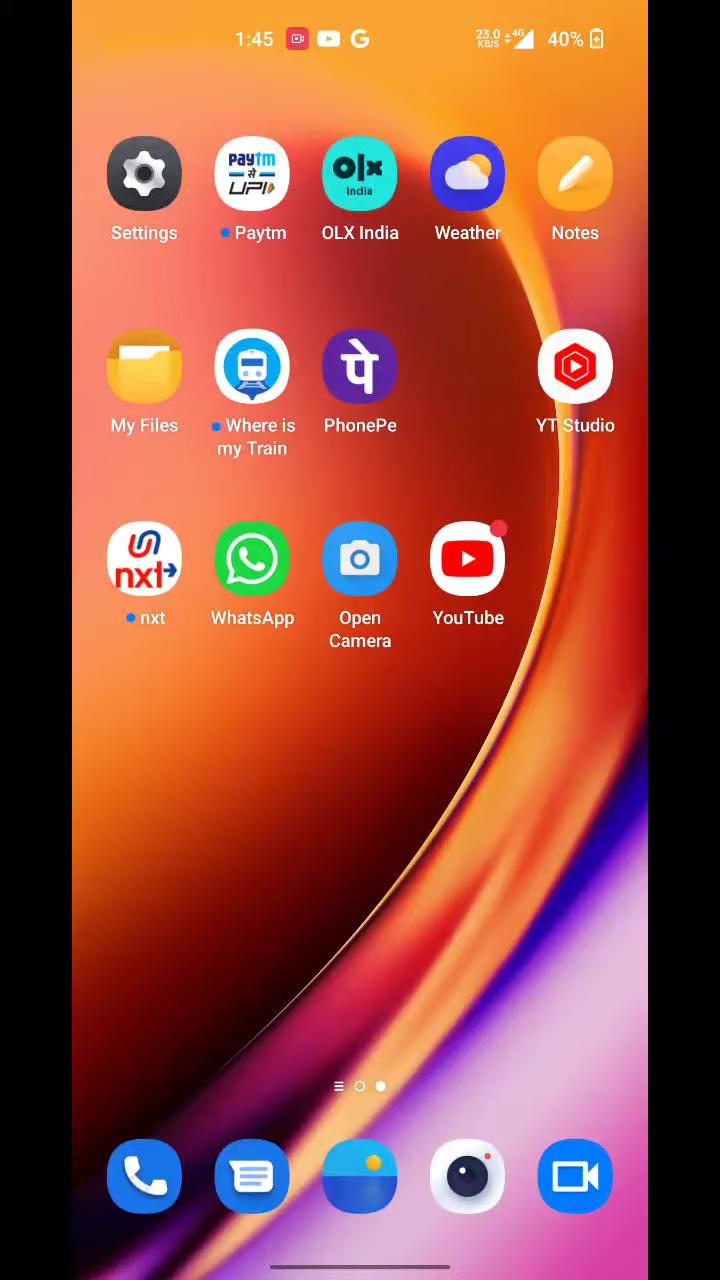 1:45 G 23.0 KB/S 4G 40%
paytm से UPI
olx India
Settings Paytm OLX India Weather Notes
पे
My Files Where is my Train PhonePe YT Studio
nxt
nxt WhatsApp Open Camera YouTube